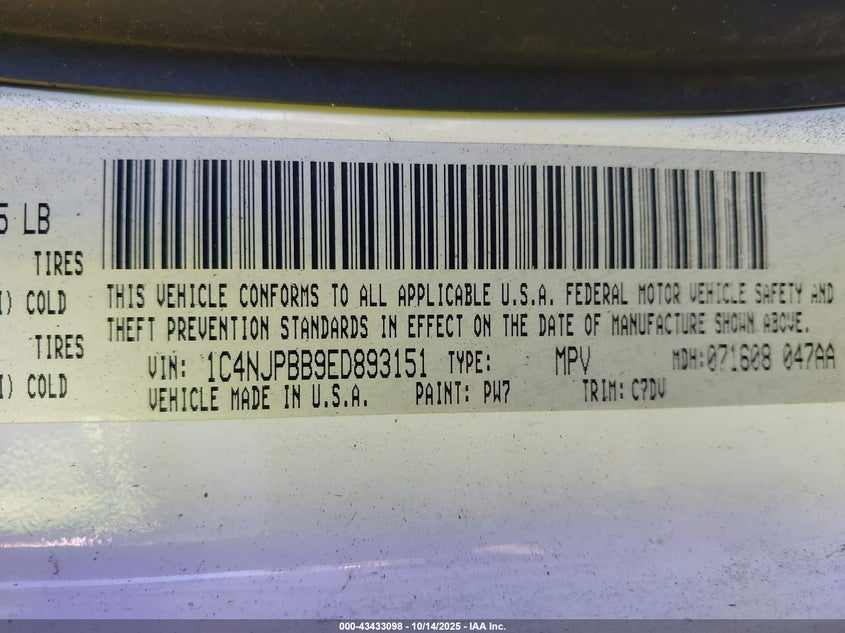 5 LB
TIRES
I) COLD
TIRES
I) COLD
THIS VEHICLE CONFORMS TO ALL APPLICABLE U.S.A. FEDERAL MOTOR VEHICLE SAFETY AND
THEFT PREVENTION STANDARDS IN EFFECT ON THE DATE OF MANUFACTURE SHOWN ABOVE.
VIN: 1C4NJPBB9ED893151 TYPE: MPV MDH:071608 047AA
VEHICLE MADE IN U.S.A. PAINT: PW7 TRIM: C7DV
000-43433098 - 10/14/2025 - IAA Inc.